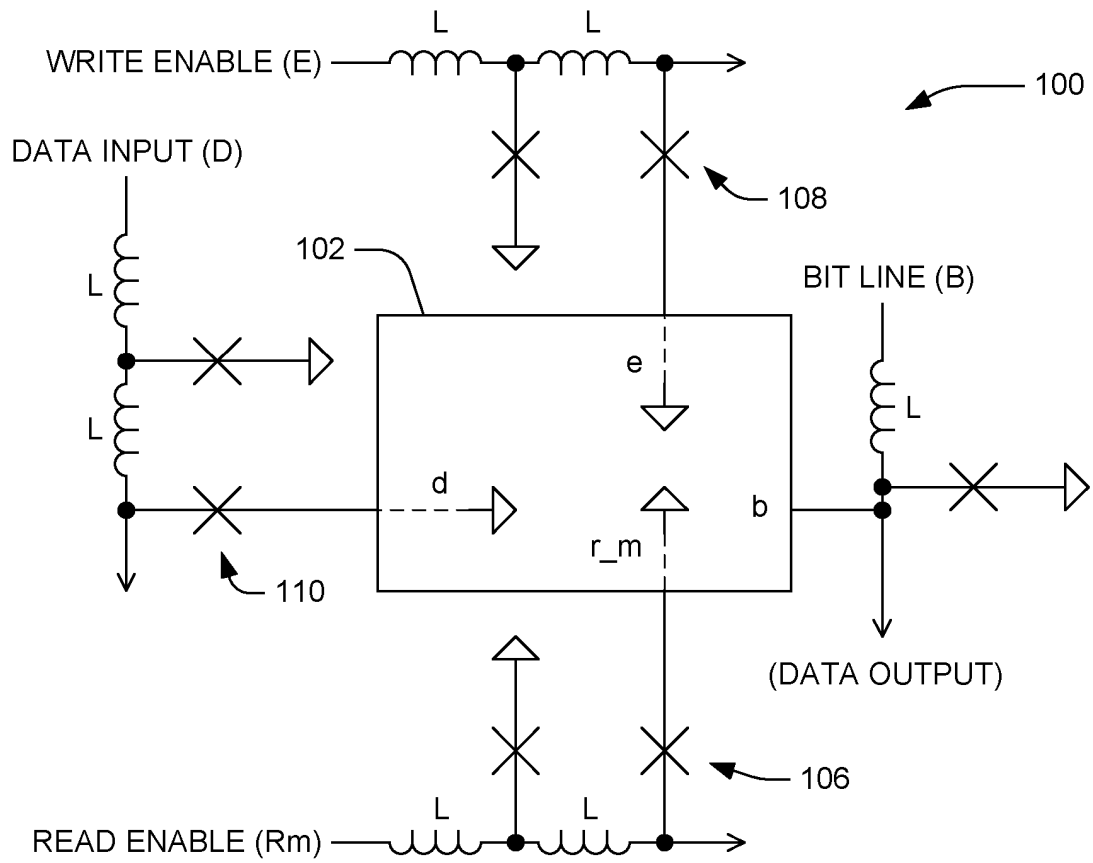 L
L
WRITE ENABLE (E)
100
DATA INPUT (D)
108
102
BIT LINE (B)
L
e
L
L
d
b
r_m
110
(DATA OUTPUT)
106
L
L
READ ENABLE (Rm)